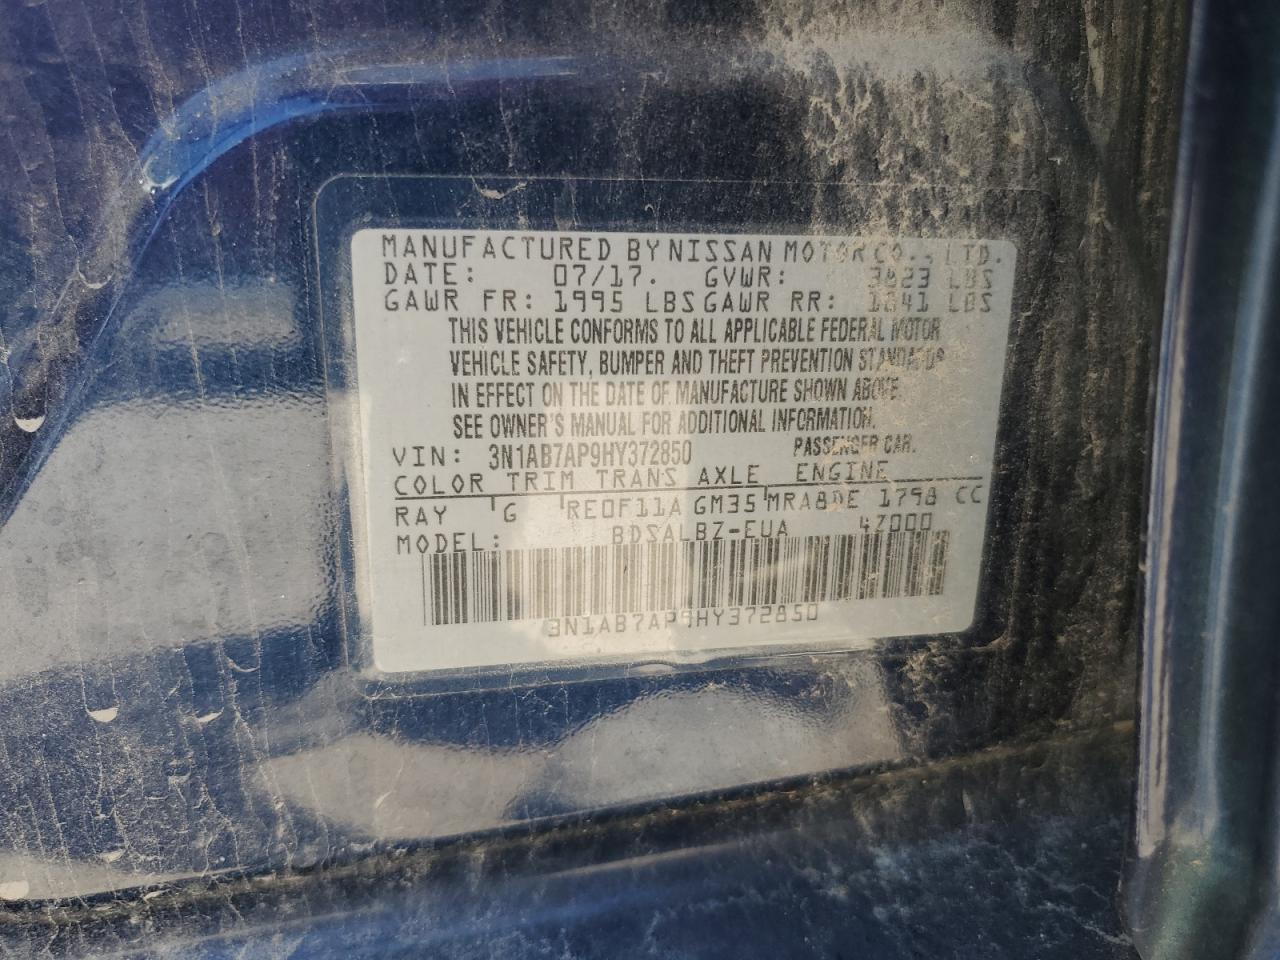 MANUFACTURED BY NISSAN MOTOR CO., LTD.
DATE: 07/17. GVWR: 3623 LBS
GAWR FR: 1995 LBS GAWR RR: 1841 LBS
THIS VEHICLE CONFORMS TO ALL APPLICABLE FEDERAL MOTOR
VEHICLE SAFETY, BUMPER AND THEFT PREVENTION STANDARDS
IN EFFECT ON THE DATE OF MANUFACTURE SHOWN ABOVE.
SEE OWNER'S MANUAL FOR ADDITIONAL INFORMATION.
VIN: 3N1AB7AP9HY372850 PASSENGER CAR.
COLOR TRIM TRANS AXLE ENGINE
RAY G RE0F11A GM35 MRA8DE 1798 CC
MODEL: BDSALBZ-EUA 4Z000
3N1AB7AP9HY372850